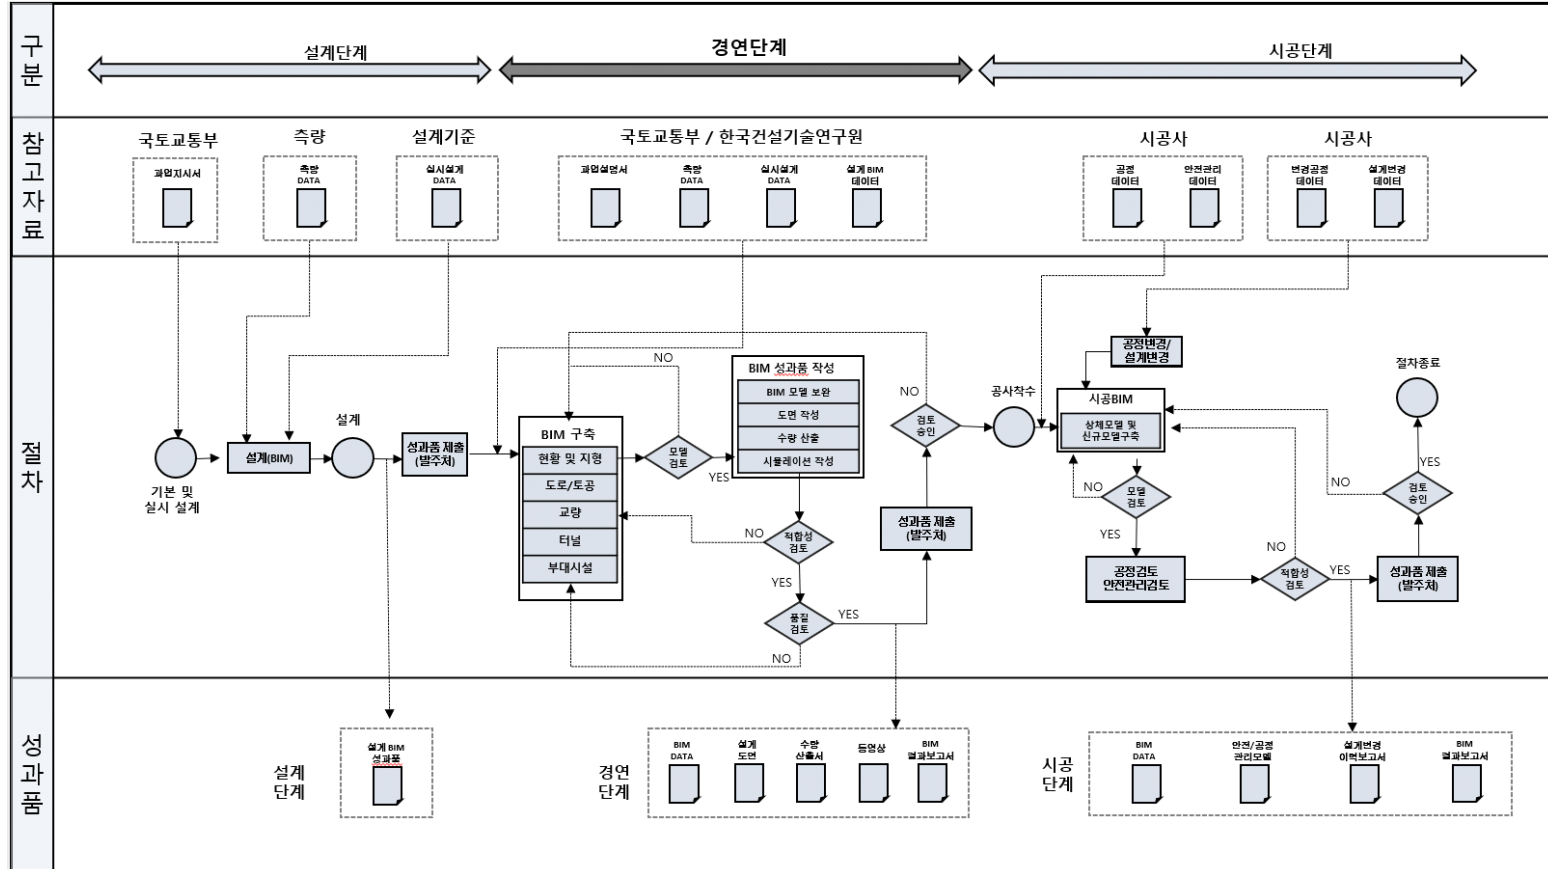 구
분
설계단계
경연단계
시공단계
참
고
자
료
국토교통부
과업지시서
측량
측량
DATA
설계기준
실시설계
DATA
국토교통부 / 한국건설기술연구원
과업설명서
측량
DATA
실시설계
DATA
설계 BIM
데이터
시공사
공정
데이터
안전관리
데이터
시공사
변경공정
데이터
설계변경
데이터
절
차
기본 및
실시 설계
설계(BIM)
설계
성과품 제출
(발주처)
BIM 구축
현황 및 지형
도로/토공
교량
터널
부대시설
모델
검토
NO
YES
BIM 성과품 작성
BIM 모델 보완
도면 작성
수량 산출
시뮬레이션 작성
적합성
검토
NO
YES
품질
검토
YES
NO
성과품 제출
(발주처)
검토
승인
NO
공사착수
공정변경/
설계변경
시공BIM
상체모델 및
신규모델구축
모델
검토
NO
YES
공정검토
안전관리검토
적합성
검토
NO
YES
성과품 제출
(발주처)
검토
승인
NO
YES
절차종료
성
과
품
설계
단계
설계 BIM
성과품
경연
단계
BIM
DATA
설계
도면
수량
산출서
동영상
BIM
결과보고서
시공
단계
BIM
DATA
안전/공정
관리모델
설계변경
이력보고서
BIM
결과보고서